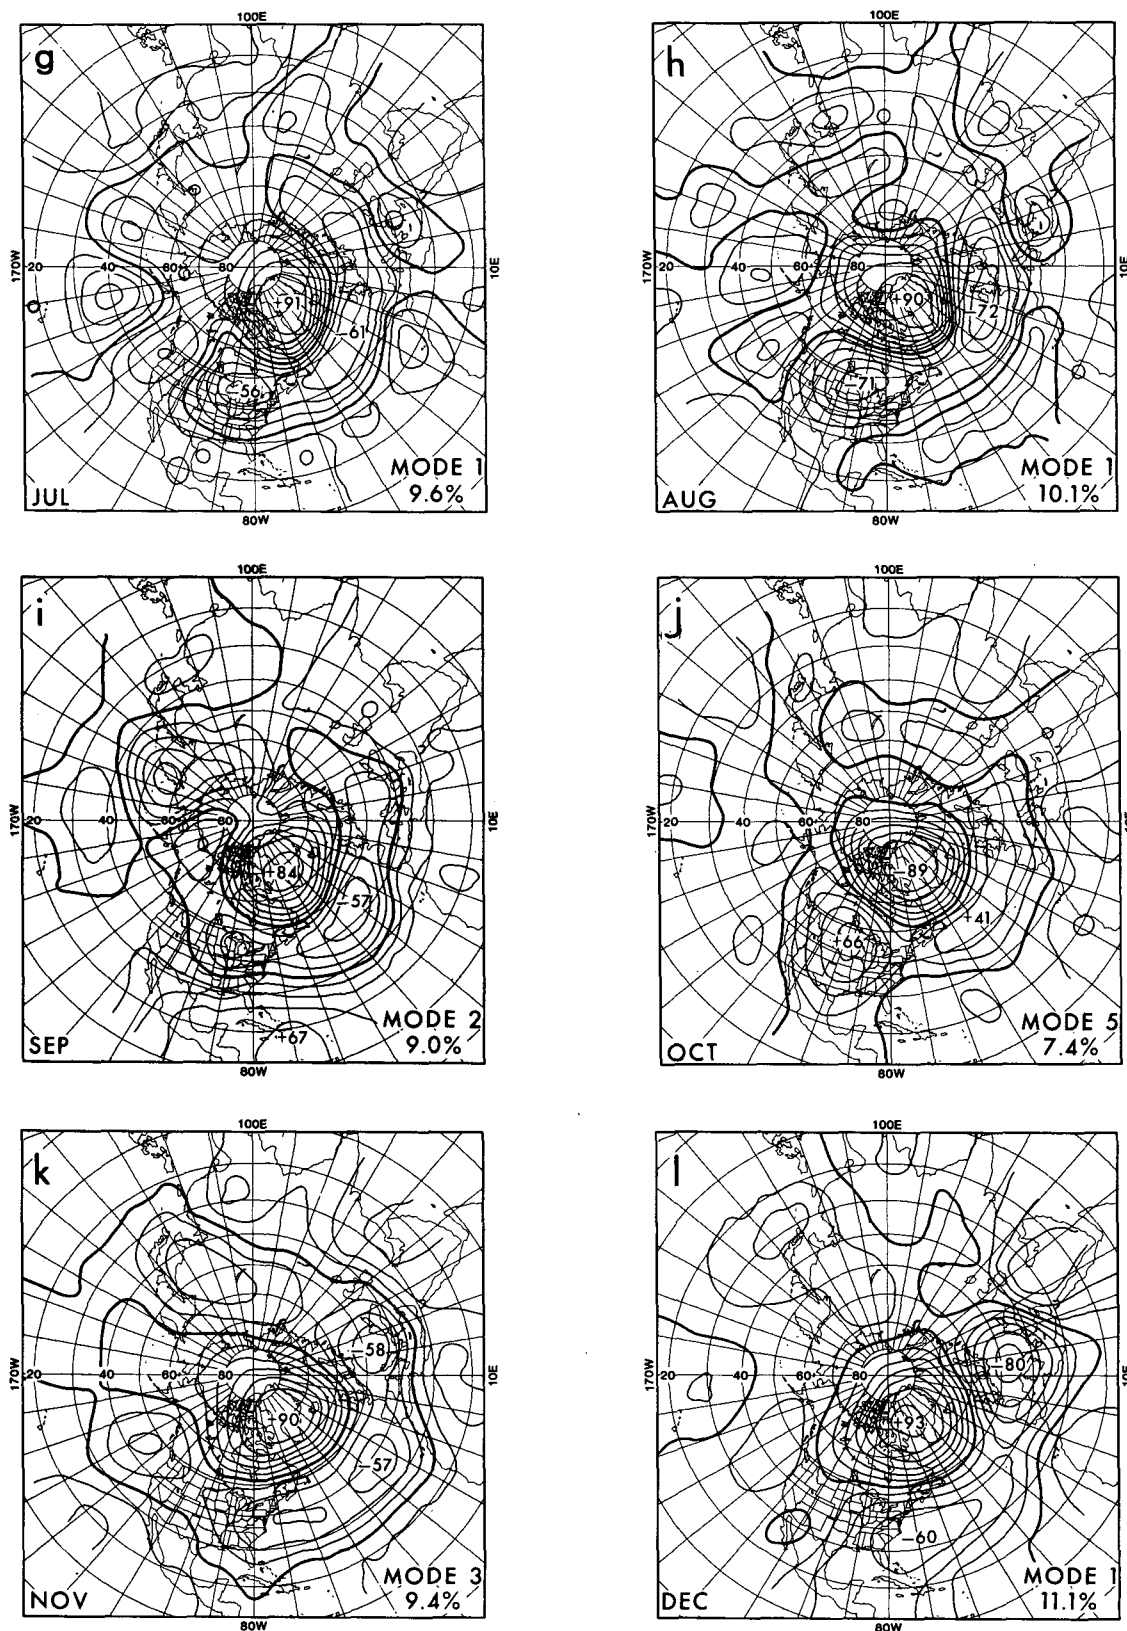 100E
g
170W
20
40
60
80
10E
+91
-61
-56
MODE 1
9.6%
JUL
80W
100E
h
170W
20
40
60
80
10E
+90
-72
-71
MODE 1
10.1%
AUG
80W
100E
i
170W
20
40
60
80
10E
+84
-57
+67
MODE 2
9.0%
SEP
80W
100E
j
170W
20
40
60
80
10E
-89
+41
+66
MODE 5
7.4%
OCT
80W
100E
k
170W
20
40
60
80
10E
-58
+90
-57
MODE 3
9.4%
NOV
80W
100E
l
170W
20
40
60
80
10E
-80
+93
-60
MODE 1
11.1%
DEC
80W